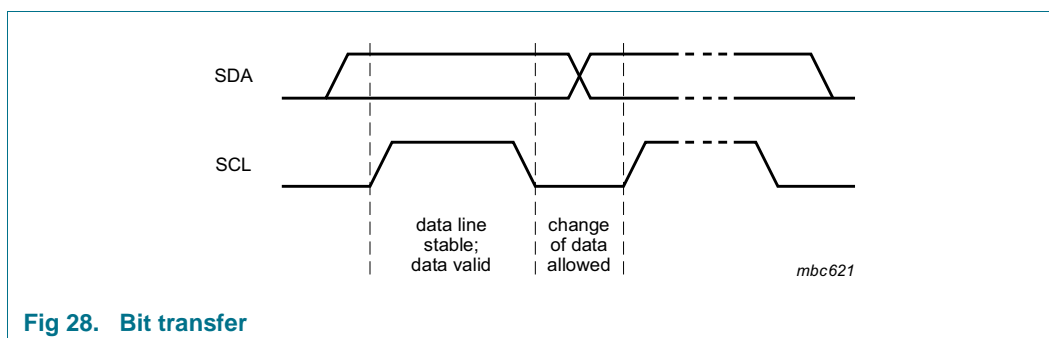 SDA
SCL
data line
stable;
data valid
change
of data
allowed
mbc621
Fig 28. Bit transfer